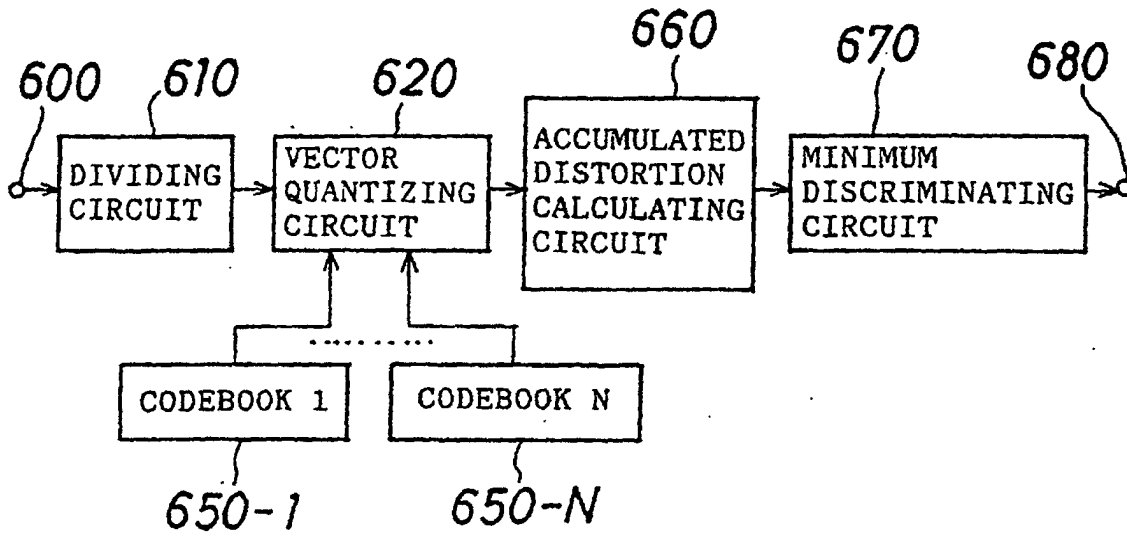 600
610
620
660
670
680
DIVIDING
CIRCUIT
VECTOR
QUANTIZING
CIRCUIT
ACCUMULATED
DISTORTION
CALCULATING
CIRCUIT
MINIMUM
DISCRIMINATING
CIRCUIT
CODEBOOK 1
CODEBOOK N
650-1
650-N